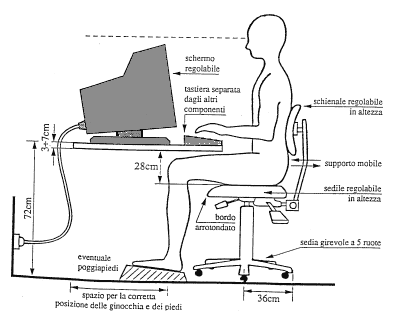 schermo
regolabile
tastiera separata
dagli altri
componenti
schienale regolabile
in altezza
3÷7cm
28cm
supporto mobile
72cm
sedile regolabile
in altezza
bordo
arrotondato
sedia girevole a 5 ruote
eventuale
poggiapiedi
spazio per la corretta
posizione delle ginocchia e dei piedi
36cm